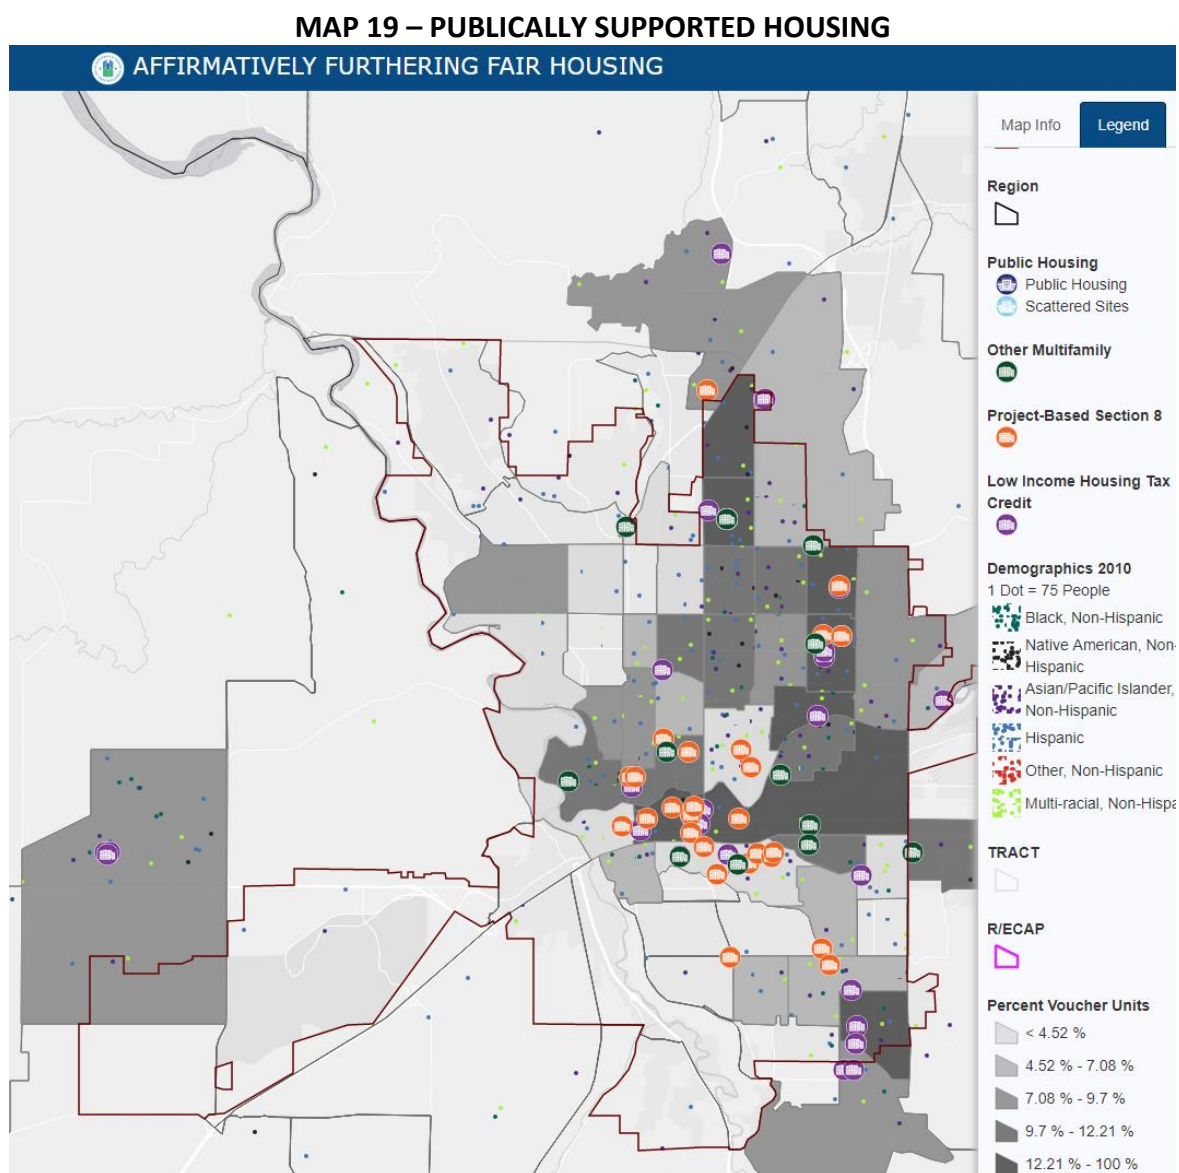 MAP 19 – PUBLICALLY SUPPORTED HOUSING
AFFIRMATIVELY FURTHERING FAIR HOUSING
Map Info
Legend
Region
Public Housing
Public Housing
Scattered Sites
Other Multifamily
Project-Based Section 8
Low Income Housing Tax
Credit
Demographics 2010
1 Dot = 75 People
Black, Non-Hispanic
Native American, Non-
Hispanic
Asian/Pacific Islander,
Non-Hispanic
Hispanic
Other, Non-Hispanic
Multi-racial, Non-Hispa
TRACT
R/ECAP
Percent Voucher Units
< 4.52 %
4.52 % - 7.08 %
7.08 % - 9.7 %
9.7 % - 12.21 %
12.21 % - 100 %